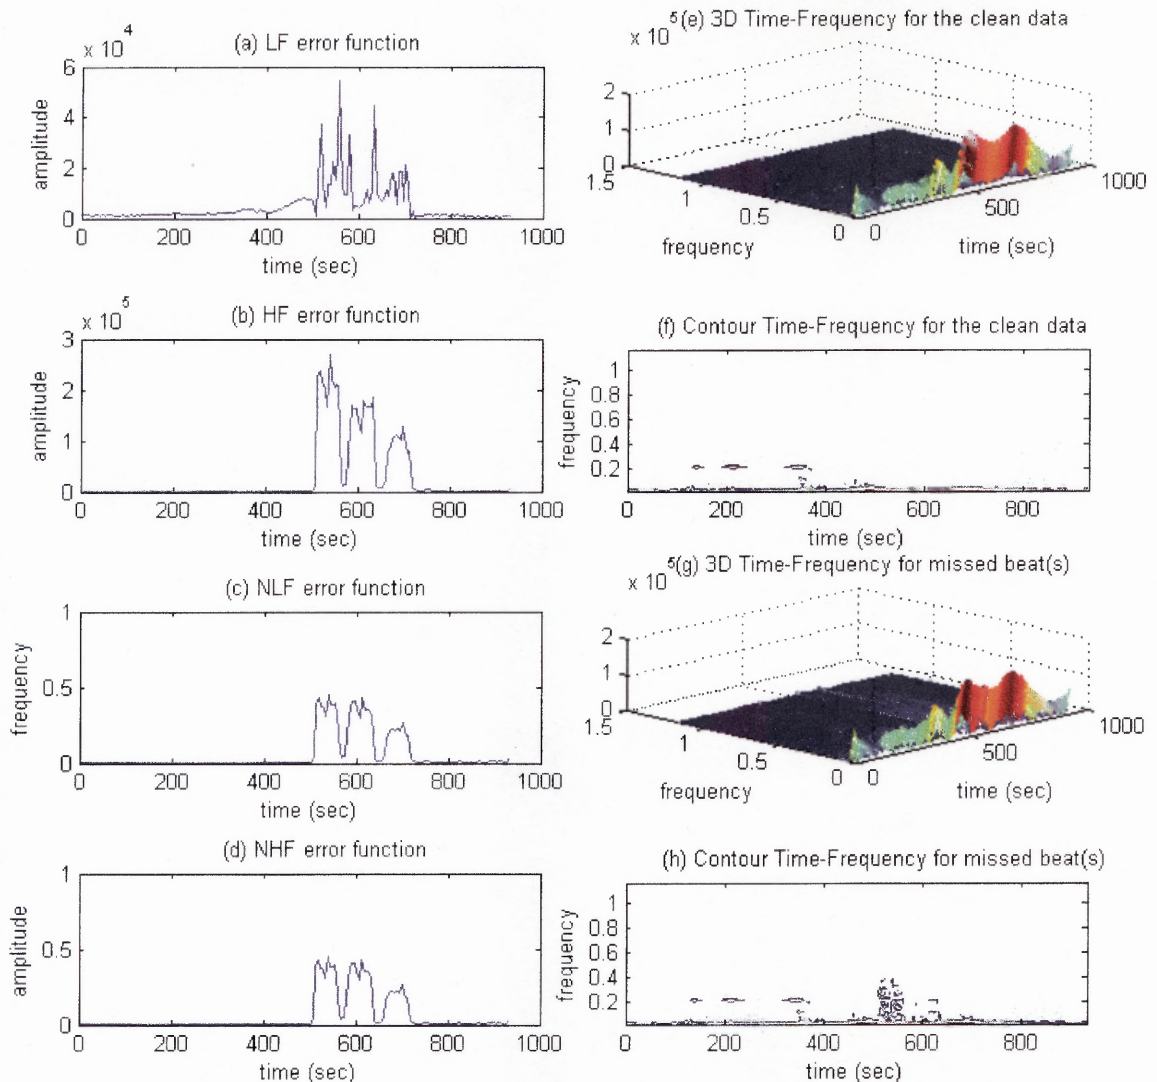 x 10^4
(a) LF error function
6
4
2
0
amplitude
0 200 400 600 800 1000
time (sec)
x 10^5
(b) HF error function
3
2
1
0
amplitude
0 200 400 600 800 1000
time (sec)
(c) NLF error function
1
0.5
0
frequency
0 200 400 600 800 1000
time (sec)
(d) NHF error function
1
0.5
0
amplitude
0 200 400 600 800 1000
time (sec)
x 10^5 (e) 3D Time-Frequency for the clean data
2
1
0
1.5 1 0.5 0
frequency
0 500 1000
time (sec)
(f) Contour Time-Frequency for the clean data
1
0.8
0.6
0.4
0.2
frequency
0 200 400 600 800
time (sec)
x 10^5 (g) 3D Time-Frequency for missed beat(s)
2
1
0
1.5 1 0.5 0
frequency
0 500 1000
time (sec)
(h) Contour Time-Frequency for missed beat(s)
1
0.8
0.6
0.4
0.2
frequency
0 200 400 600 800
time (sec)